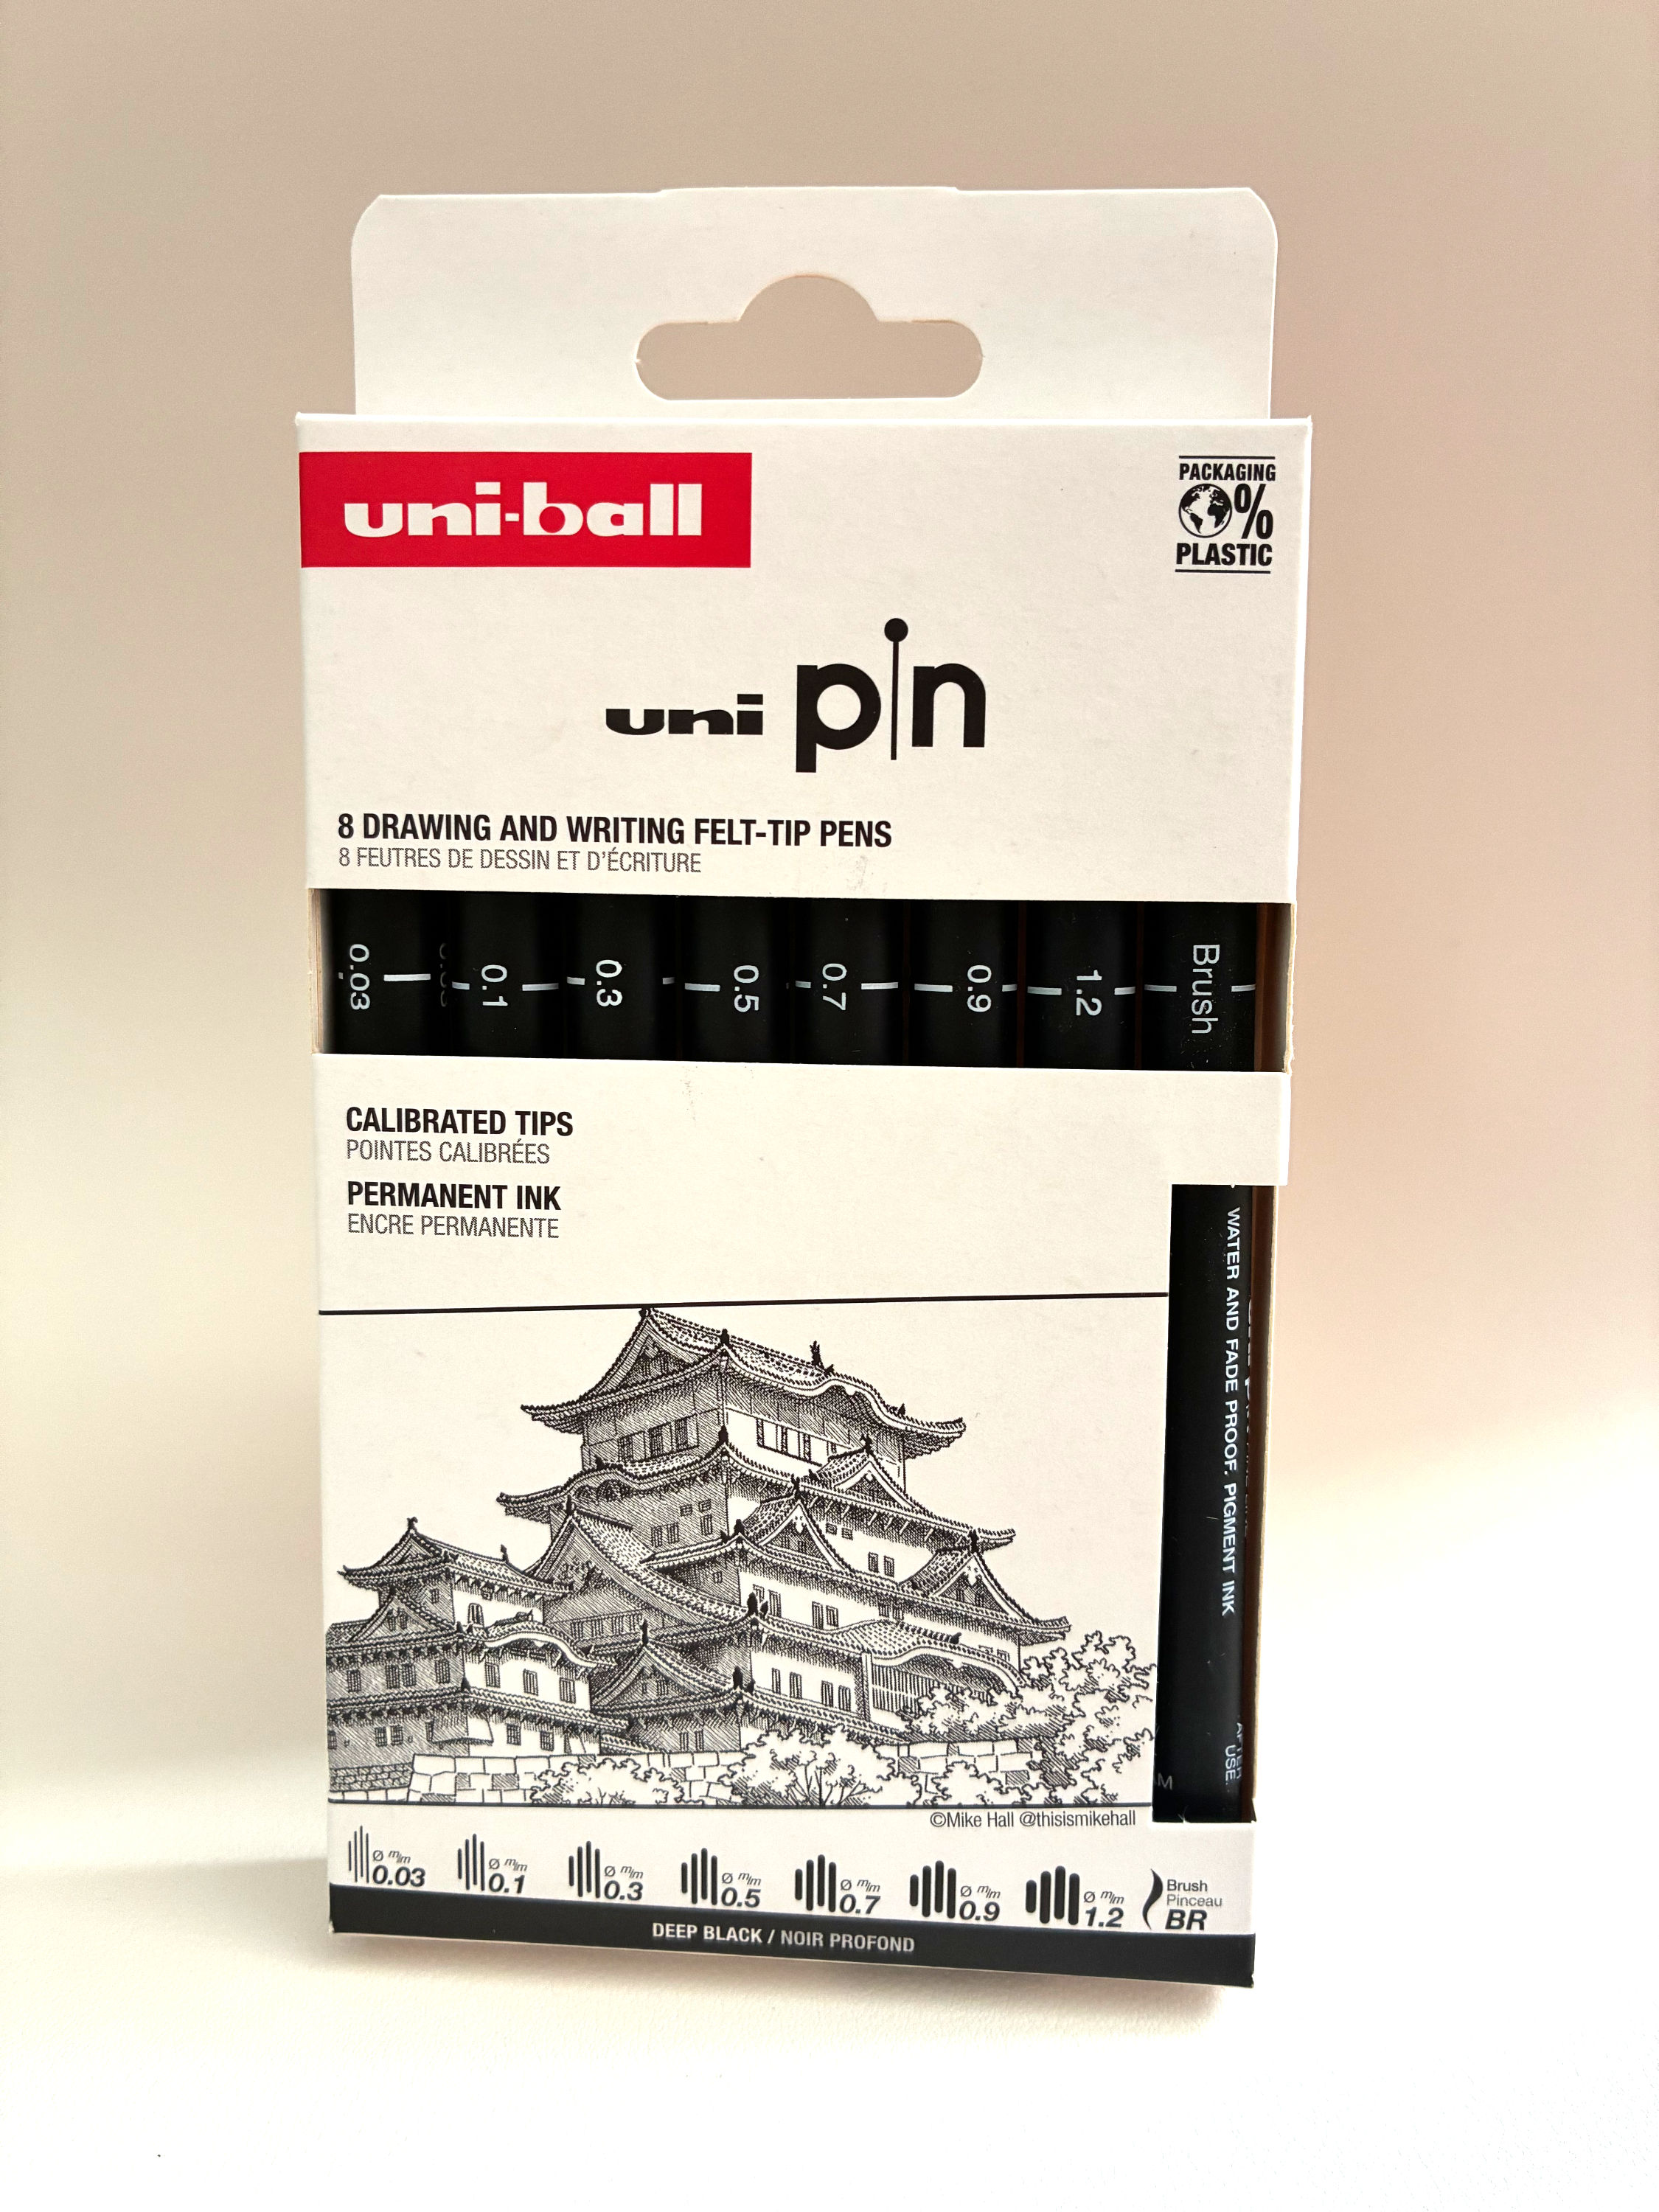 uni-ball
PACKAGING
0%
PLASTIC
uni pin
8 DRAWING AND WRITING FELT-TIP PENS
8 FEUTRES DE DESSIN ET D'ÉCRITURE
0.03
0.1
0.3
0.5
0.7
0.9
1.2
Brush
CALIBRATED TIPS
POINTES CALIBRÉES
PERMANENT INK
ENCRE PERMANENTE
WATER AND FADE PROOF. PIGMENT INK
USE.
©Mike Hall @thisismikehall
Ø m/m 0.03
Ø m/m 0.1
Ø m/m 0.3
Ø m/m 0.5
Ø m/m 0.7
Ø m/m 0.9
Ø m/m 1.2
Brush
Pinceau
BR
DEEP BLACK / NOIR PROFOND